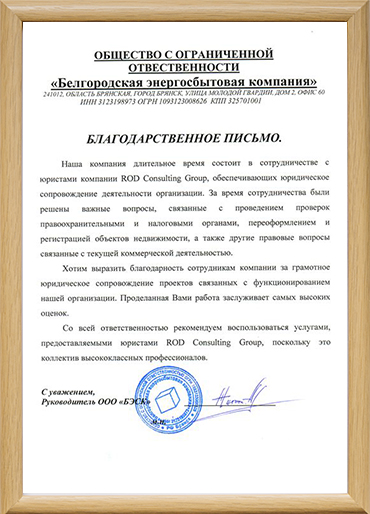 ОБЩЕСТВО С ОГРАНИЧЕННОЙ
ОТВЕСТВЕННОСТИ
«Белгородская энергосбытовая компания»
241012, ОБЛАСТЬ БРЯНСКАЯ, ГОРОД БРЯНСК, УЛИЦА МОЛОДОЙ ГВАРДИИ, ДОМ 2, ОФИС 60
ИНН 3123198973 ОГРН 1093123008626 КПП 325701001
БЛАГОДАРСТВЕННОЕ ПИСЬМО.
Наша компания длительное время состоит в сотрудничестве с
юристами компании ROD Consulting Group, обеспечивающих юридическое
сопровождение деятельности организации. За время сотрудничества были
решены важные вопросы, связанные с проведением проверок
правоохранительными и налоговыми органами, переоформлением и
регистрацией объектов недвижимости, а также другие правовые вопросы
связанные с текущей коммерческой деятельностью.
Хотим выразить благодарность сотрудникам компании за грамотное
юридическое сопровождение проектов связанных с функционированием
нашей организации. Проделанная Вами работа заслуживает самых высоких
оценок.
Со всей ответственностью рекомендуем воспользоваться услугами,
предоставляемыми юристами ROD Consulting Group, поскольку это
коллектив высококлассных профессионалов.
С уважением,
Руководитель ООО «БЭСК»
М.П.